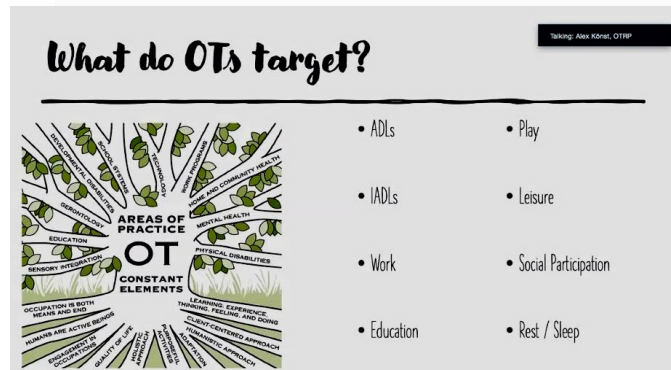 What do OTs target?
Talking: Alex Könst, OTRP
DEVELOPMENTAL DISABILITIES
SCHOOL SYSTEMS
TECHNOLOGY
WORK PROGRAMS
HOME AND COMMUNITY HEALTH
GERONTOLOGY
MENTAL HEALTH
EDUCATION
PHYSICAL DISABILITIES
SENSORY INTEGRATION
AREAS OF
PRACTICE
OT
CONSTANT
ELEMENTS
OCCUPATION IS BOTH
MEANS AND END
HUMANS ARE ACTIVE BEINGS
ENGAGEMENT IN
OCCUPATIONS
QUALITY OF LIFE
HOLISTIC
APPROACH
PURPOSEFUL
ACTIVITIES
ADAPTATION
HUMANISTIC APPROACH
CLIENT-CENTERED APPROACH
LEARNING, EXPERIENCE,
THINKING, FEELING, AND DOING
• ADLs
• IADLs
• Work
• Education
• Play
• Leisure
• Social Participation
• Rest / Sleep